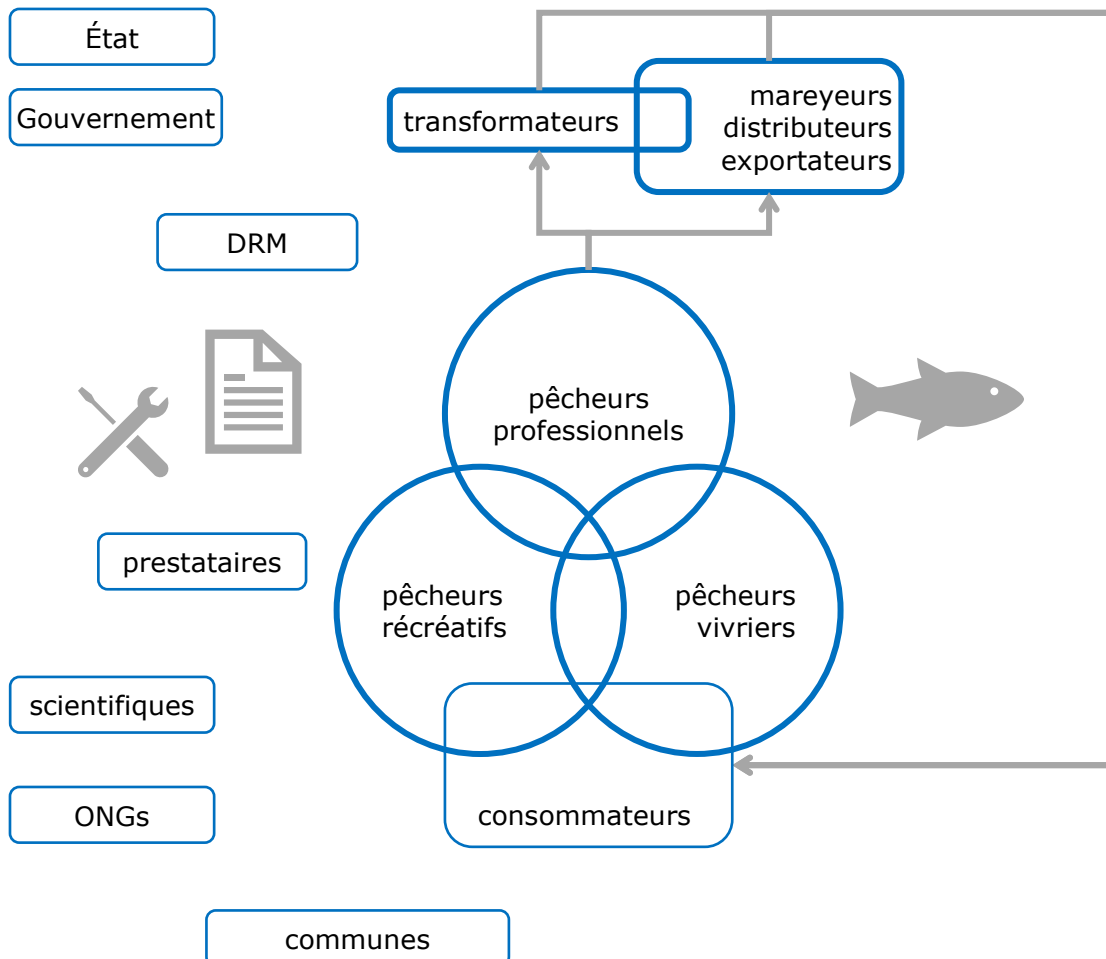 État
Gouvernement
transformateurs
mareyeurs
distributeurs
exportateurs
DRM
pêcheurs
professionnels
prestataires
pêcheurs
récréatifs
pêcheurs
vivriers
scientifiques
ONGs
consommateurs
communes